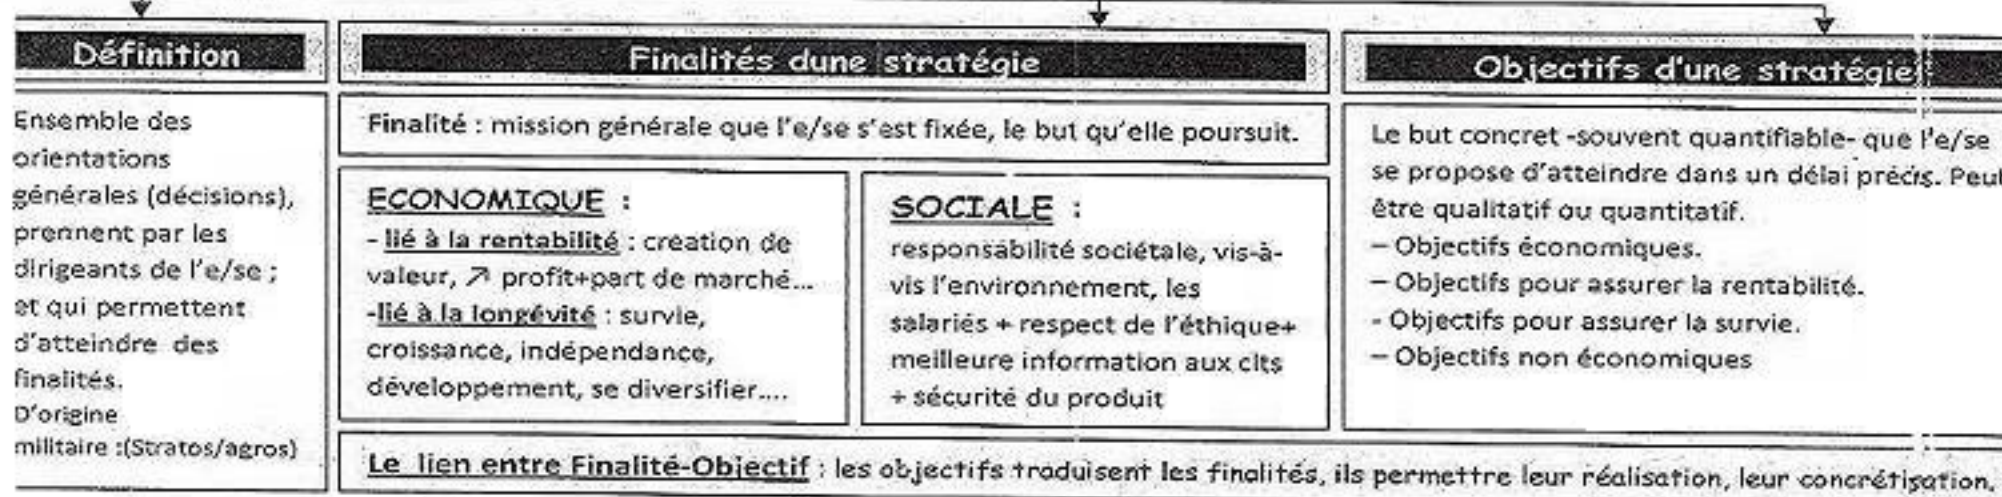 Définition
Ensemble des
orientations
générales (décisions),
prennent par les
dirigeants de l'e/se ;
et qui permettent
d'atteindre des
finalités.
D'origine
militaire :(Stratos/agros)
Finalités dune stratégie
Finalité : mission générale que l'e/se s'est fixée, le but qu'elle poursuit.
ECONOMIQUE :
- lié à la rentabilité : création de
valeur, ↗ profit+part de marché...
-lié à la longévité : survie,
croissance, indépendance,
développement, se diversifier....
SOCIALE :
responsabilité sociétale, vis-à-
vis l'environnement, les
salariés + respect de l'éthique+
meilleure information aux clts
+ sécurité du produit
Objectifs d'une stratégie
Le but concret -souvent quantifiable- que l'e/se
se propose d'atteindre dans un délai précis. Peut
être qualitatif ou quantitatif.
– Objectifs économiques.
– Objectifs pour assurer la rentabilité.
- Objectifs pour assurer la survie.
– Objectifs non économiques
Le lien entre Finalité-Objectif : les objectifs traduisent les finalités, ils permettre leur réalisation, leur concrétisation.